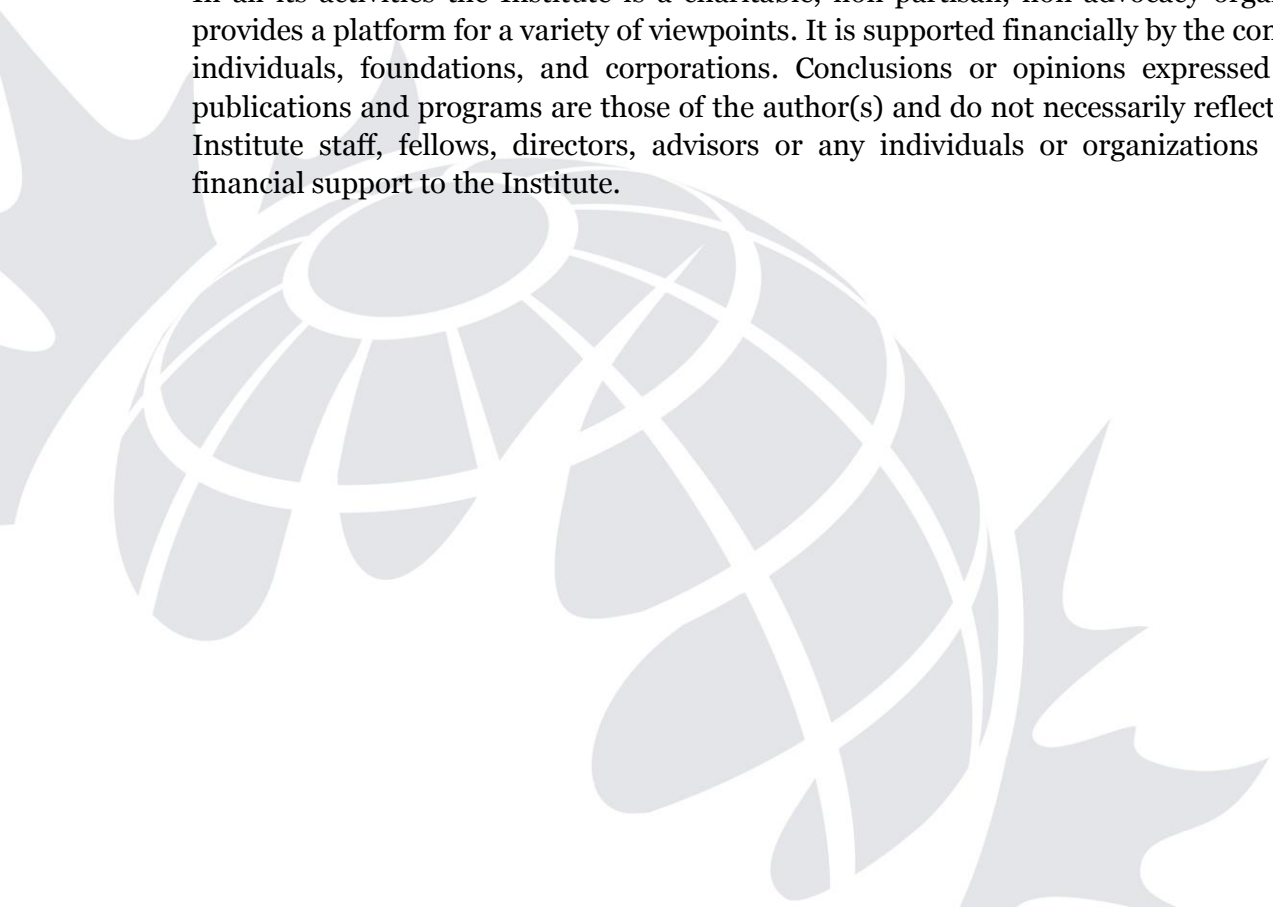 In all its activities the Institute is a charitable, non-partisan, non-advocacy orga
provides a platform for a variety of viewpoints. It is supported financially by the con
individuals, foundations, and corporations. Conclusions or opinions expressed
publications and programs are those of the author(s) and do not necessarily reflect
Institute staff, fellows, directors, advisors or any individuals or organizations
financial support to the Institute.